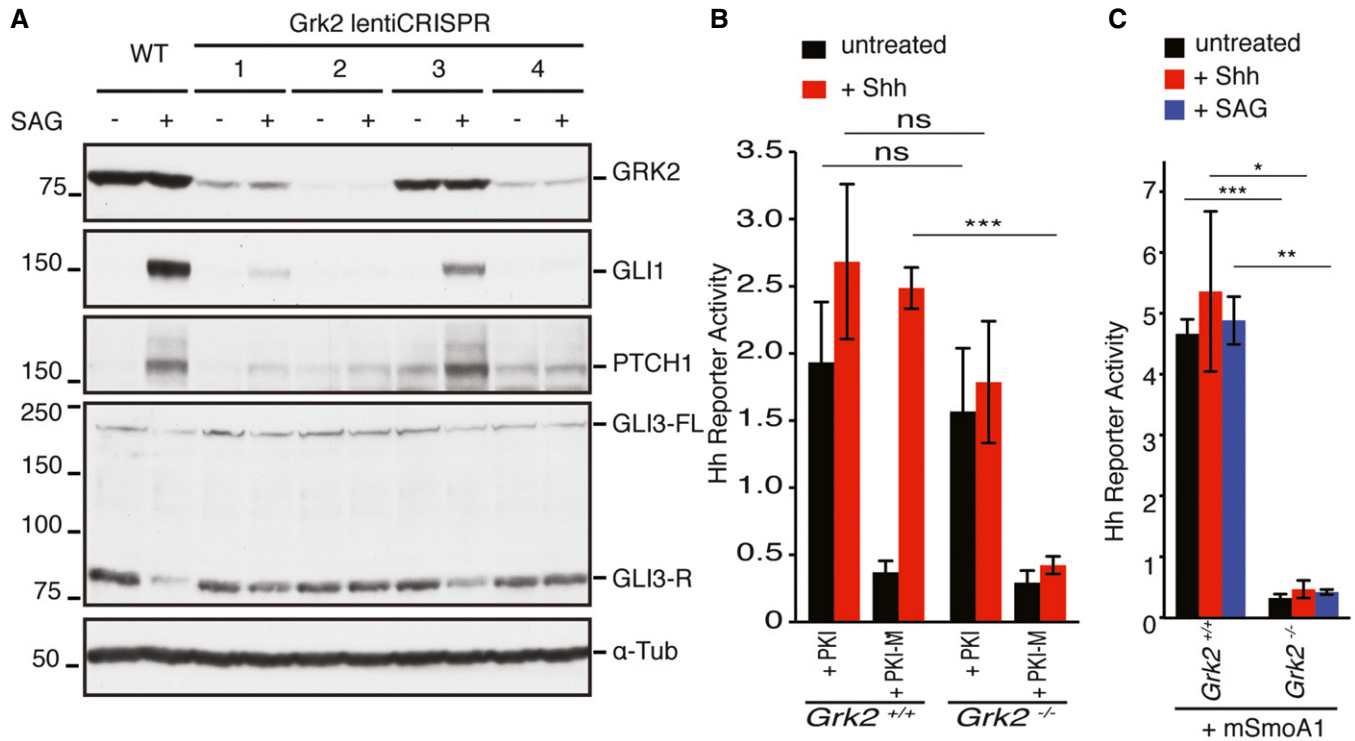 A
Grk2 lentiCRISPR
WT
1 2 3 4
SAG - + - + - + - + - +
75 GRK2
150 GLI1
150 PTCH1
250 GLI3-FL
150
100
75 GLI3-R
50 α-Tub
B
untreated
+ Shh
ns
ns
***
Hh Reporter Activity
3.5
3.0
2.5
2.0
1.5
1.0
0.5
0
+ PKI + PKI-M + PKI + PKI-M
Grk2 +/+ Grk2 -/-
C
untreated
+ Shh
+ SAG
*
***
**
Hh Reporter Activity
7
6
5
4
3
2
1
0
Grk2 +/+ Grk2 -/-
+ mSmoA1